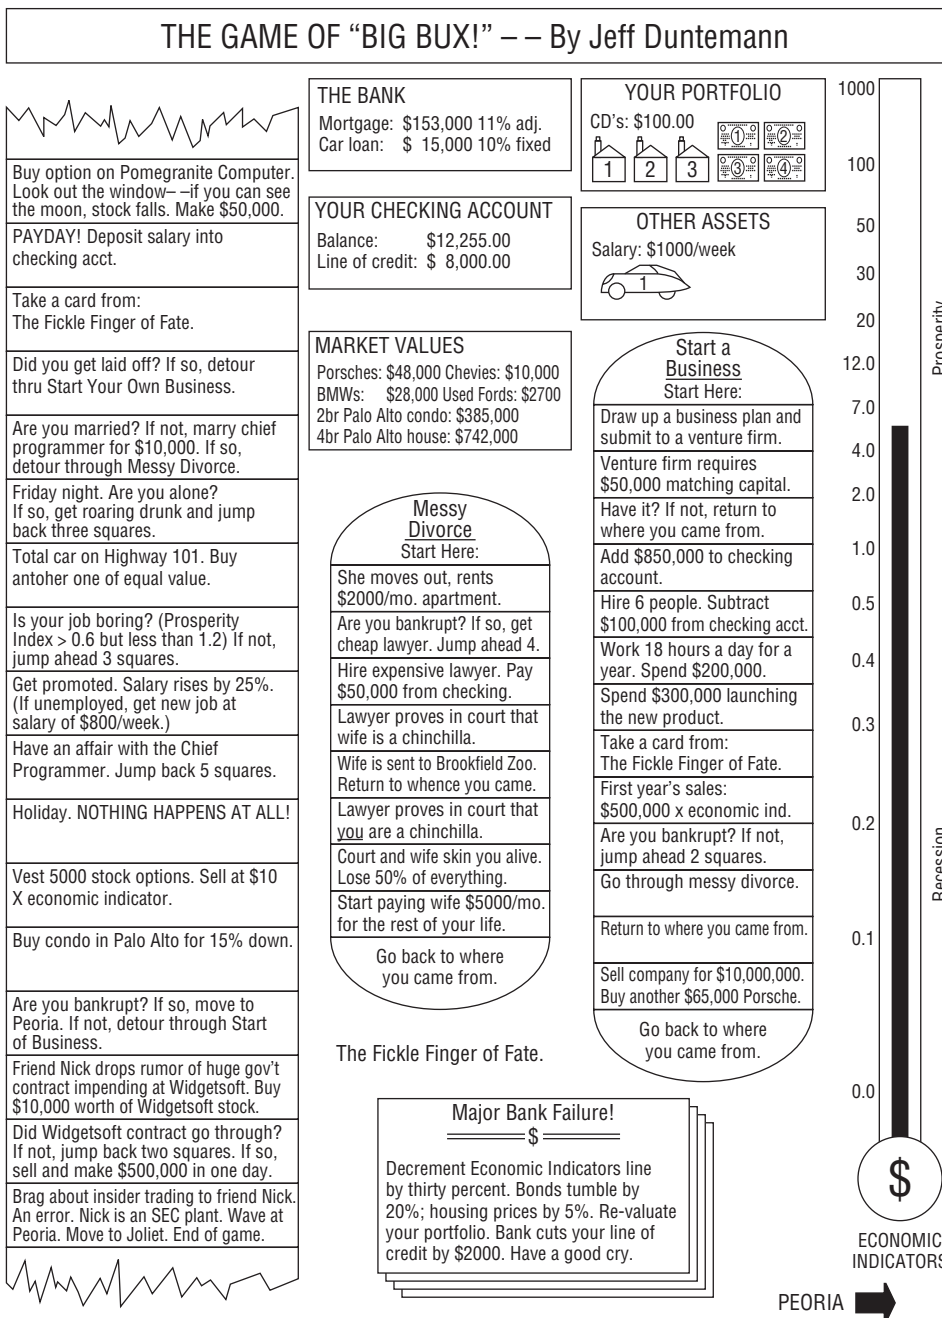 THE GAME OF “BIG BUX!” – – By Jeff Duntemann
Buy option on Pomegranite Computer.
Look out the window– –if you can see
the moon, stock falls. Make $50,000.
PAYDAY! Deposit salary into
checking acct.
Take a card from:
The Fickle Finger of Fate.
Did you get laid off? If so, detour
thru Start Your Own Business.
Are you married? If not, marry chief
programmer for $10,000. If so,
detour through Messy Divorce.
Friday night. Are you alone?
If so, get roaring drunk and jump
back three squares.
Total car on Highway 101. Buy
antoher one of equal value.
Is your job boring? (Prosperity
Index > 0.6 but less than 1.2) If not,
jump ahead 3 squares.
Get promoted. Salary rises by 25%.
(If unemployed, get new job at
salary of $800/week.)
Have an affair with the Chief
Programmer. Jump back 5 squares.
Holiday. NOTHING HAPPENS AT ALL!
Vest 5000 stock options. Sell at $10
X economic indicator.
Buy condo in Palo Alto for 15% down.
Are you bankrupt? If so, move to
Peoria. If not, detour through Start
of Business.
Friend Nick drops rumor of huge gov’t
contract impending at Widgetsoft. Buy
$10,000 worth of Widgetsoft stock.
Did Widgetsoft contract go through?
If not, jump back two squares. If so,
sell and make $500,000 in one day.
Brag about insider trading to friend Nick.
An error. Nick is an SEC plant. Wave at
Peoria. Move to Joliet. End of game.
THE BANK
Mortgage: $153,000 11% adj.
Car loan: $ 15,000 10% fixed
YOUR CHECKING ACCOUNT
Balance: $12,255.00
Line of credit: $ 8,000.00
MARKET VALUES
Porsches: $48,000 Chevies: $10,000
BMWs: $28,000 Used Fords: $2700
2br Palo Alto condo: $385,000
4br Palo Alto house: $742,000
Messy
Divorce
Start Here:
She moves out, rents
$2000/mo. apartment.
Are you bankrupt? If so, get
cheap lawyer. Jump ahead 4.
Hire expensive lawyer. Pay
$50,000 from checking.
Lawyer proves in court that
wife is a chinchilla.
Wife is sent to Brookfield Zoo.
Return to whence you came.
Lawyer proves in court that
you are a chinchilla.
Court and wife skin you alive.
Lose 50% of everything.
Start paying wife $5000/mo.
for the rest of your life.
Go back to where
you came from.
The Fickle Finger of Fate.
Major Bank Failure!
$
Decrement Economic Indicators line
by thirty percent. Bonds tumble by
20%; housing prices by 5%. Re-valuate
your portfolio. Bank cuts your line of
credit by $2000. Have a good cry.
YOUR PORTFOLIO
CD’s: $100.00
1 2 3
1 2
3 4
OTHER ASSETS
Salary: $1000/week
1
Start a
Business
Start Here:
Draw up a business plan and
submit to a venture firm.
Venture firm requires
$50,000 matching capital.
Have it? If not, return to
where you came from.
Add $850,000 to checking
account.
Hire 6 people. Subtract
$100,000 from checking acct.
Work 18 hours a day for a
year. Spend $200,000.
Spend $300,000 launching
the new product.
Take a card from:
The Fickle Finger of Fate.
First year’s sales:
$500,000 x economic ind.
Are you bankrupt? If not,
jump ahead 2 squares.
Go through messy divorce.
Return to where you came from.
Sell company for $10,000,000.
Buy another $65,000 Porsche.
Go back to where
you came from.
1000
100
50
30
20
12.0
7.0
4.0
2.0
1.0
0.5
0.4
0.3
0.2
0.1
0.0
Prosperity
Recession
$
ECONOMIC
INDICATORS
PEORIA